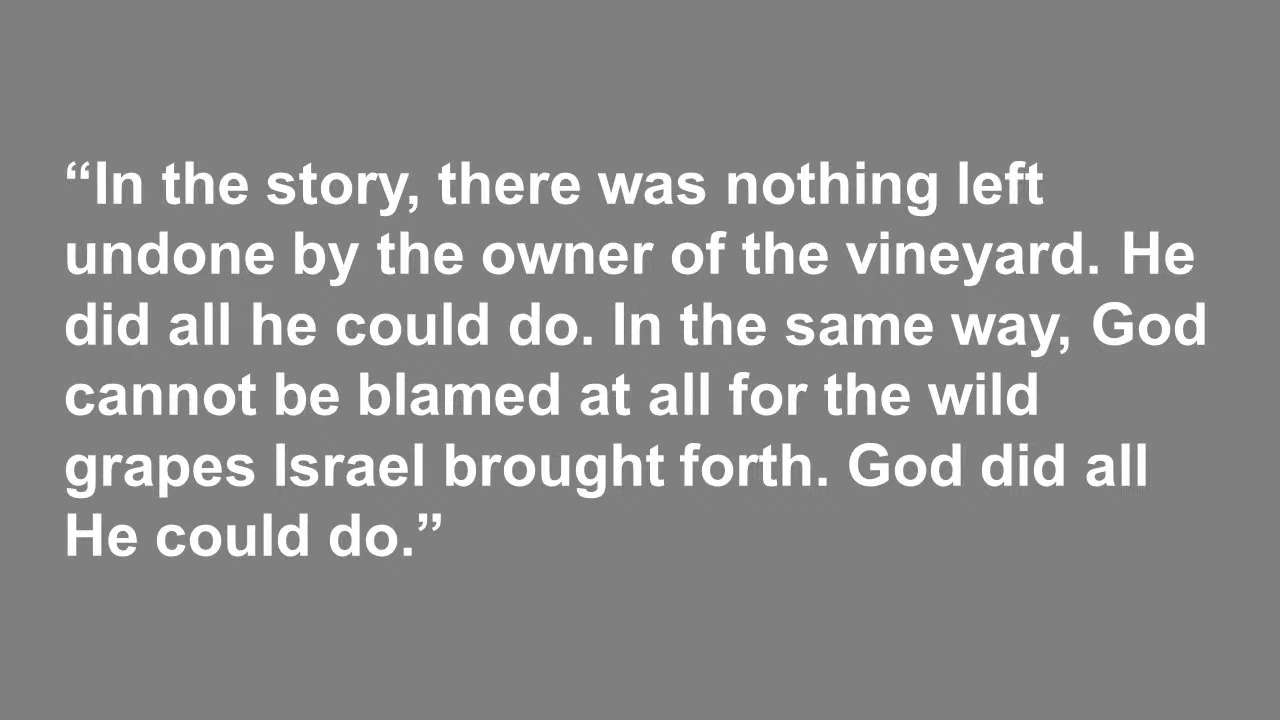 “In the story, there was nothing left
undone by the owner of the vineyard. He
did all he could do. In the same way, God
cannot be blamed at all for the wild
grapes Israel brought forth. God did all
He could do.”